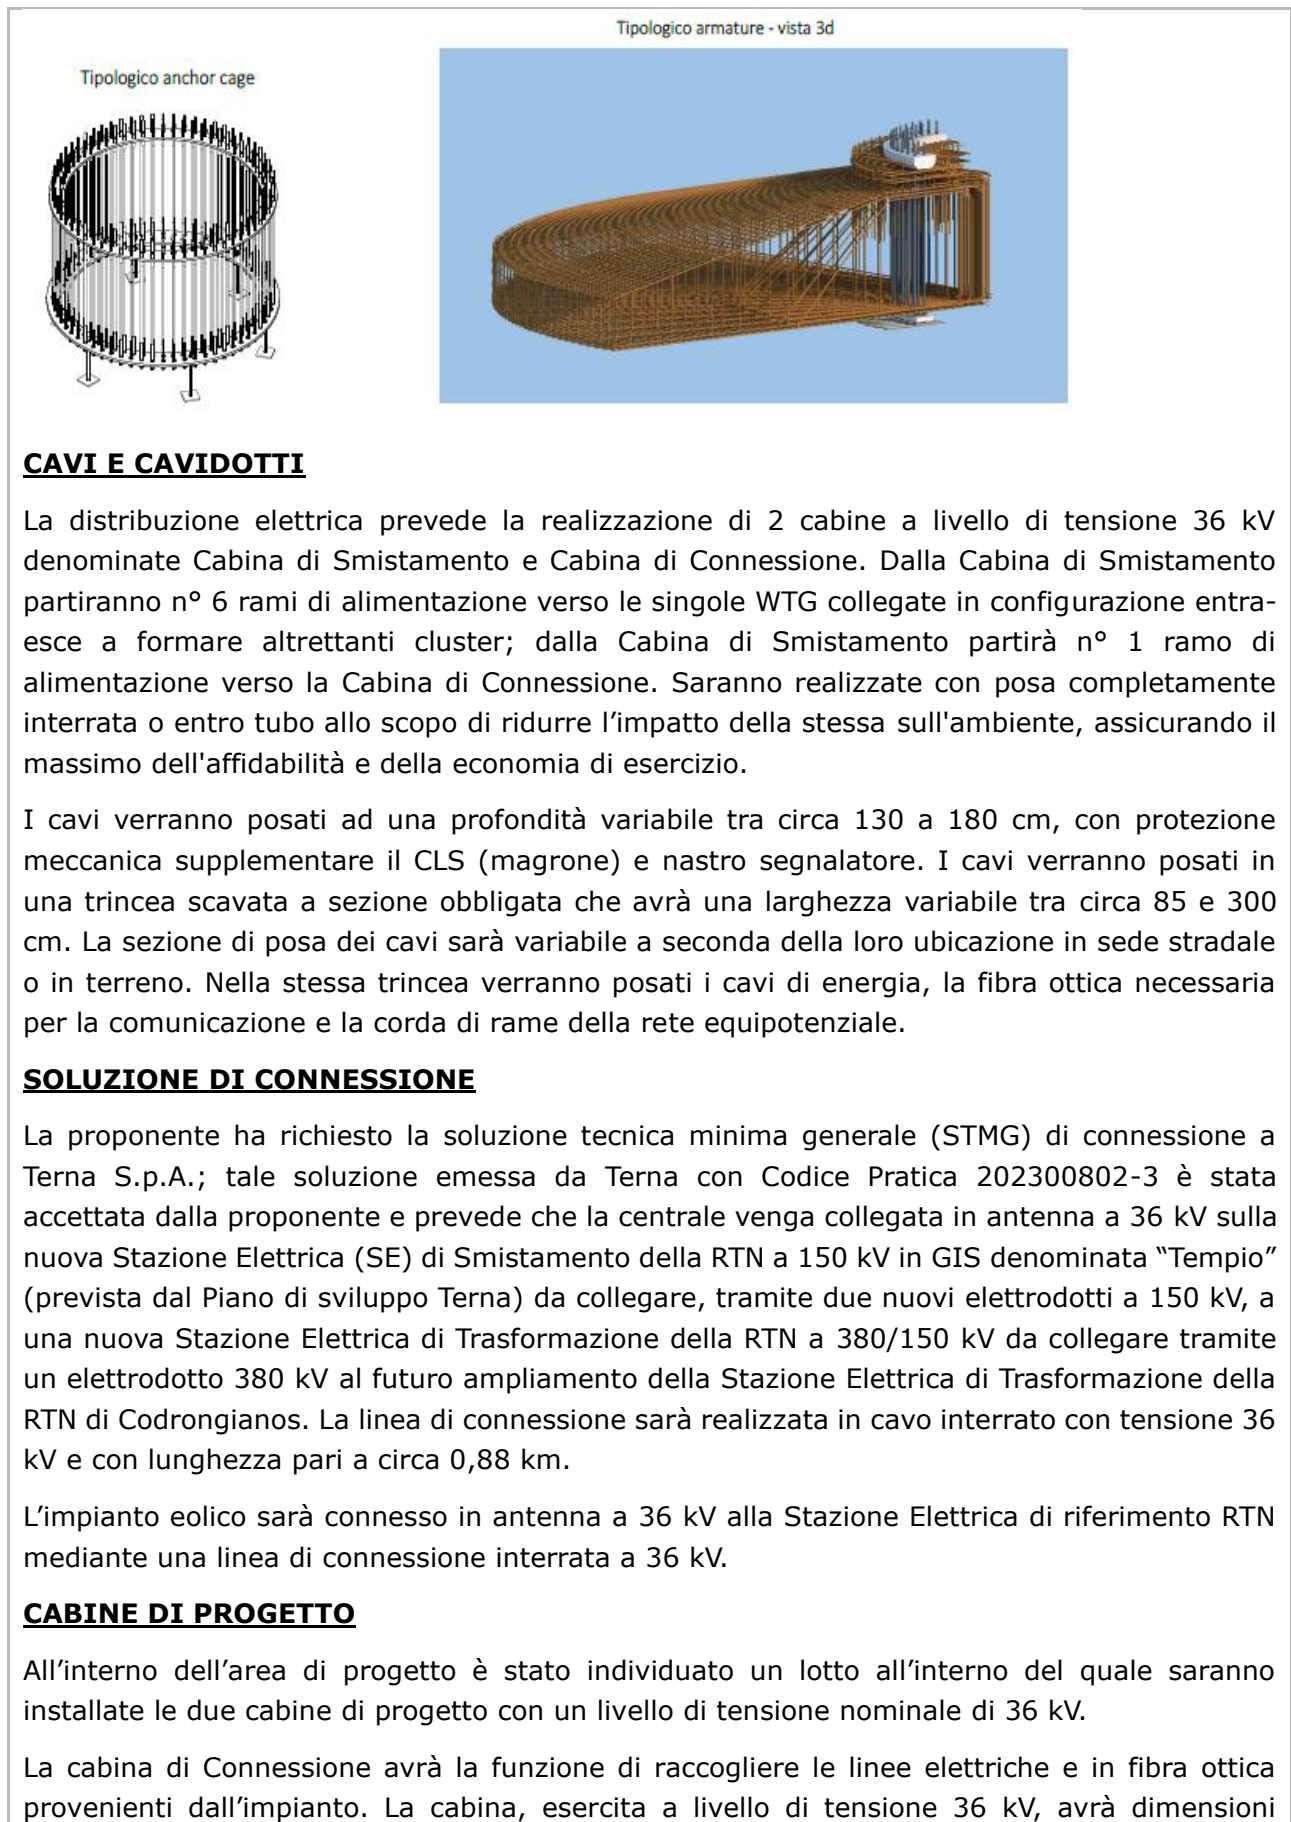 Tipologico armature - vista 3d
Tipologico anchor cage
CAVI E CAVIDOTTI
La distribuzione elettrica prevede la realizzazione di 2 cabine a livello di tensione 36 kV
denominate Cabina di Smistamento e Cabina di Connessione. Dalla Cabina di Smistamento
partiranno n° 6 rami di alimentazione verso le singole WTG collegate in configurazione entra-
esce a formare altrettanti cluster; dalla Cabina di Smistamento partirà n° 1 ramo di
alimentazione verso la Cabina di Connessione. Saranno realizzate con posa completamente
interrata o entro tubo allo scopo di ridurre l’impatto della stessa sull'ambiente, assicurando il
massimo dell'affidabilità e della economia di esercizio.
I cavi verranno posati ad una profondità variabile tra circa 130 a 180 cm, con protezione
meccanica supplementare il CLS (magrone) e nastro segnalatore. I cavi verranno posati in
una trincea scavata a sezione obbligata che avrà una larghezza variabile tra circa 85 e 300
cm. La sezione di posa dei cavi sarà variabile a seconda della loro ubicazione in sede stradale
o in terreno. Nella stessa trincea verranno posati i cavi di energia, la fibra ottica necessaria
per la comunicazione e la corda di rame della rete equipotenziale.
SOLUZIONE DI CONNESSIONE
La proponente ha richiesto la soluzione tecnica minima generale (STMG) di connessione a
Terna S.p.A.; tale soluzione emessa da Terna con Codice Pratica 202300802-3 è stata
accettata dalla proponente e prevede che la centrale venga collegata in antenna a 36 kV sulla
nuova Stazione Elettrica (SE) di Smistamento della RTN a 150 kV in GIS denominata “Tempio”
(prevista dal Piano di sviluppo Terna) da collegare, tramite due nuovi elettrodotti a 150 kV, a
una nuova Stazione Elettrica di Trasformazione della RTN a 380/150 kV da collegare tramite
un elettrodotto 380 kV al futuro ampliamento della Stazione Elettrica di Trasformazione della
RTN di Codrongianos. La linea di connessione sarà realizzata in cavo interrato con tensione 36
kV e con lunghezza pari a circa 0,88 km.
L’impianto eolico sarà connesso in antenna a 36 kV alla Stazione Elettrica di riferimento RTN
mediante una linea di connessione interrata a 36 kV.
CABINE DI PROGETTO
All’interno dell’area di progetto è stato individuato un lotto all’interno del quale saranno
installate le due cabine di progetto con un livello di tensione nominale di 36 kV.
La cabina di Connessione avrà la funzione di raccogliere le linee elettriche e in fibra ottica
provenienti dall’impianto. La cabina, esercita a livello di tensione 36 kV, avrà dimensioni